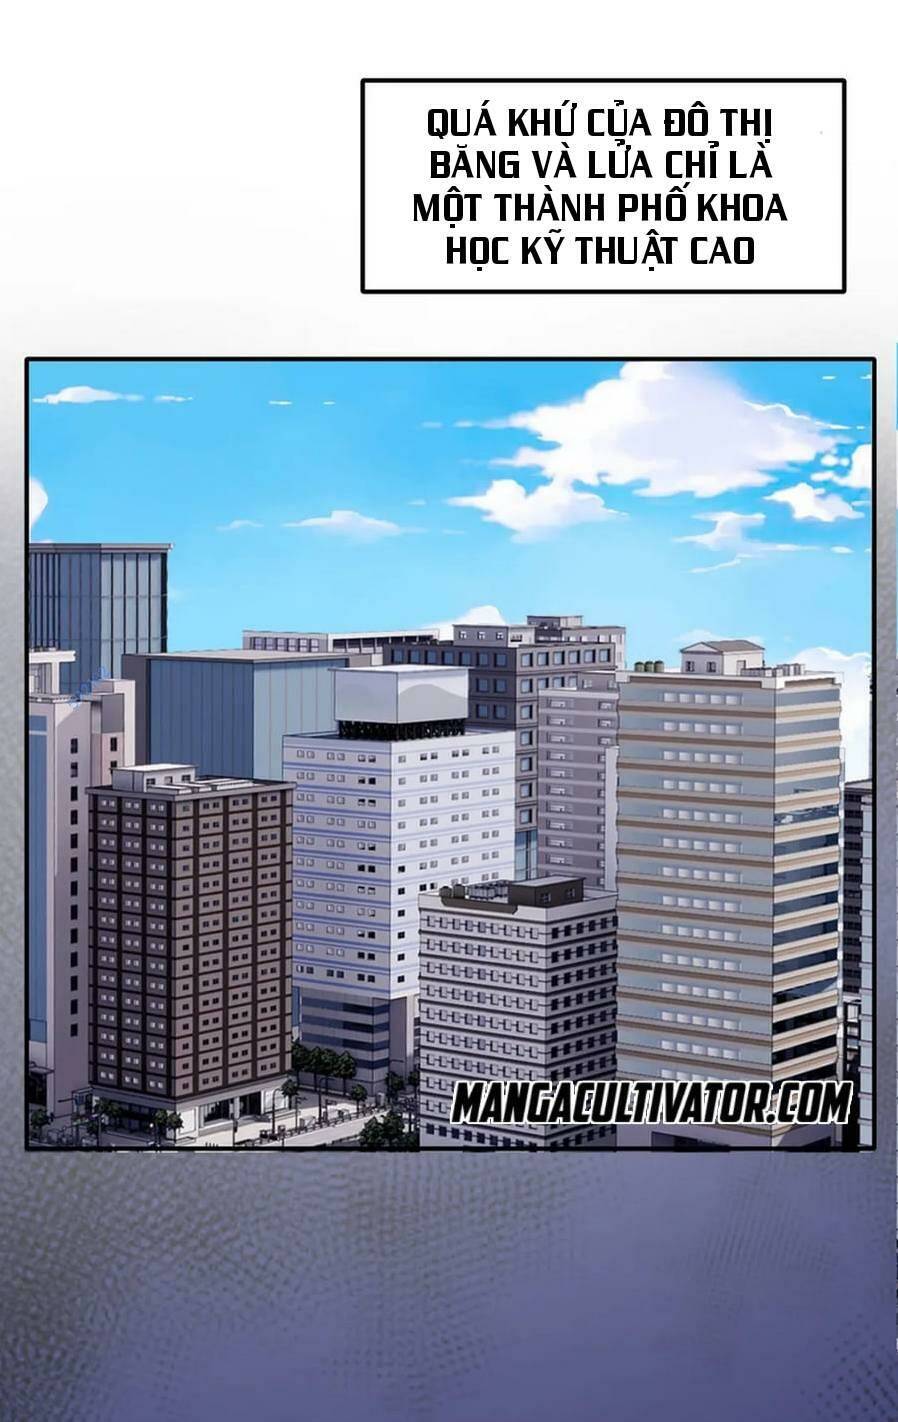 QUÁ KHỨ CỦA ĐÔ THỊ
BĂNG VÀ LỬA CHỈ LÀ
MỘT THÀNH PHỐ KHOA
HỌC KỸ THUẬT CAO
MANGACULTIVATOR.COM